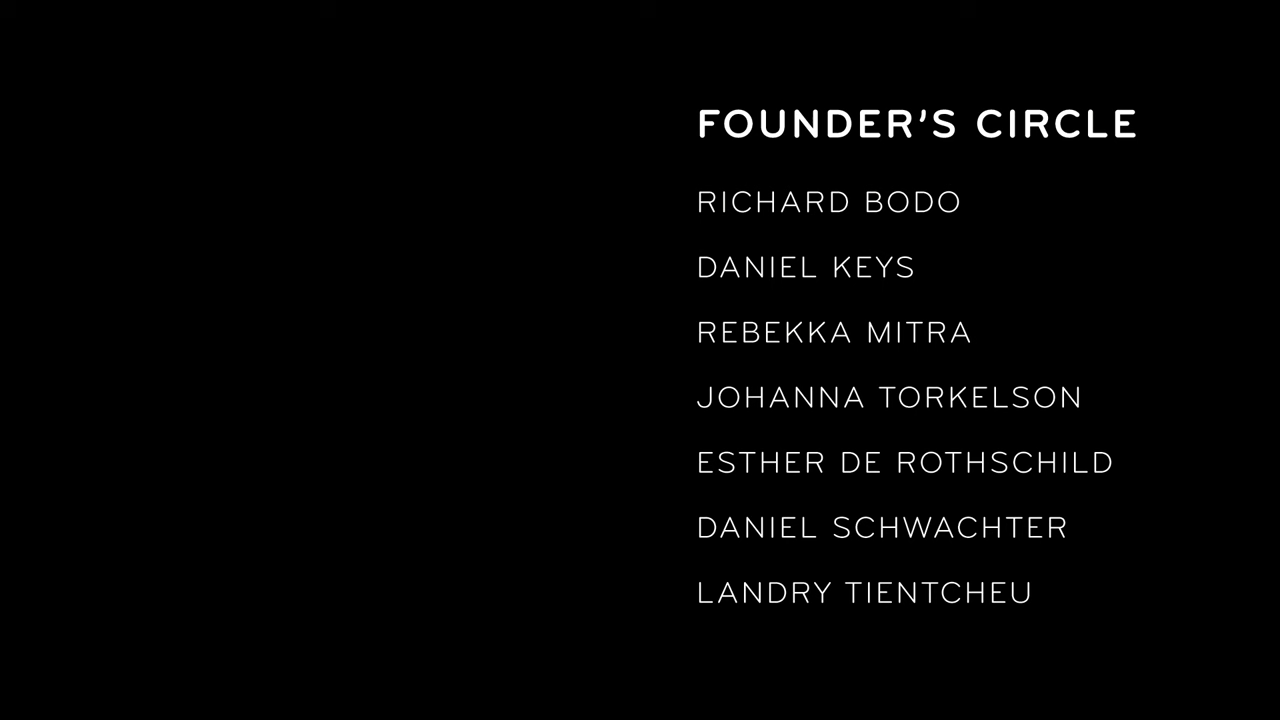 FOUNDER'S CIRCLE
RICHARD BODO
DANIEL KEYS
REBEKKA MITRA
JOHANNA TORKELSON
ESTHER DE ROTHSCHILD
DANIEL SCHWACHTER
LANDRY TIENTCHEU